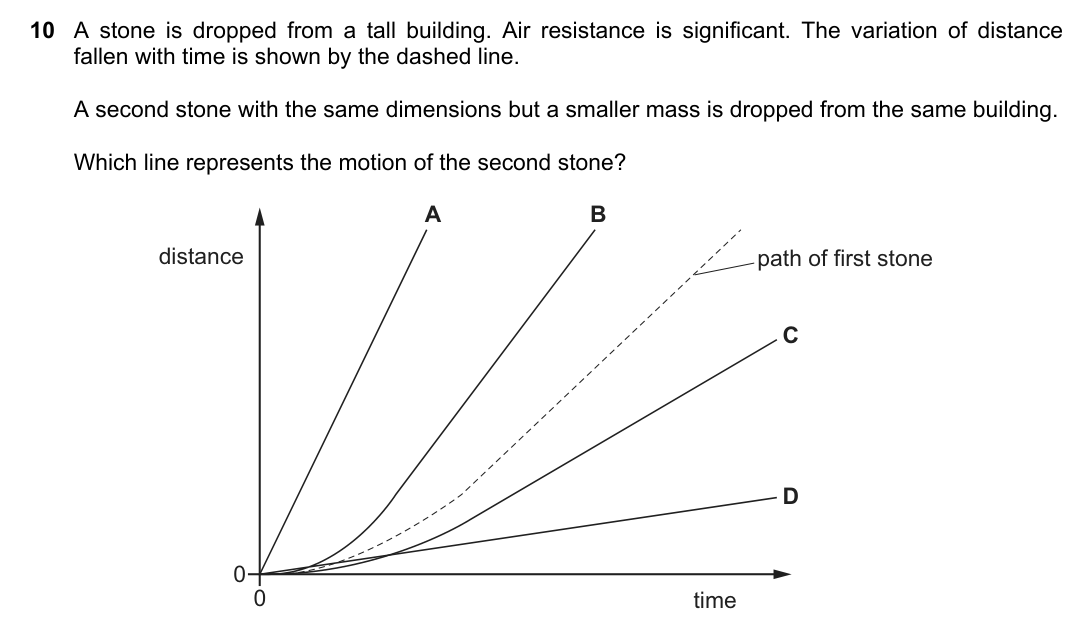 10 A stone is dropped from a tall building. Air resistance is significant. The variation of distance
fallen with time is shown by the dashed line.
A second stone with the same dimensions but a smaller mass is dropped from the same building.
Which line represents the motion of the second stone?
A
B
distance
path of first stone
C
D
0
0
time